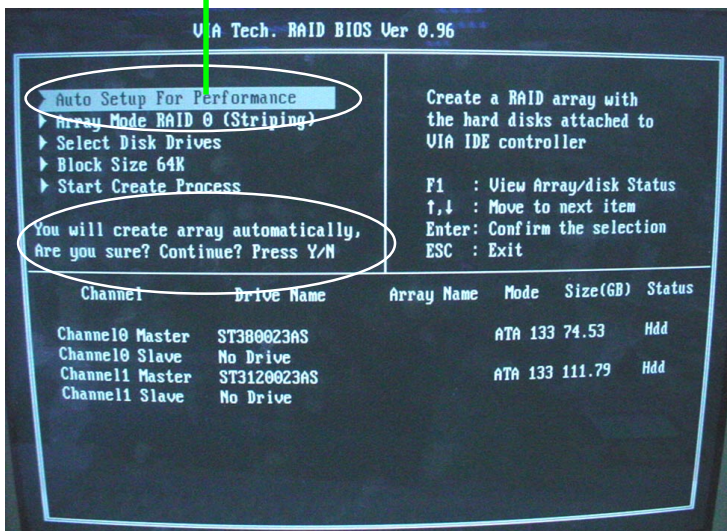 VIA Tech. RAID BIOS Ver 0.96
Auto Setup For Performance
Array Mode RAID 0 (Striping)
Select Disk Drives
Block Size 64K
Start Create Process
You will create array automatically,
Are you sure? Continue? Press Y/N
Create a RAID array with
the hard disks attached to
VIA IDE controller
F1 : View Array/disk Status
↑,↓ : Move to next item
Enter: Confirm the selection
ESC : Exit
Channel Drive Name Array Name Mode Size(GB) Status
Channel0 Master ST380023AS ATA 133 74.53 Hdd
Channel0 Slave No Drive
Channel1 Master ST3120023AS ATA 133 111.79 Hdd
Channel1 Slave No Drive